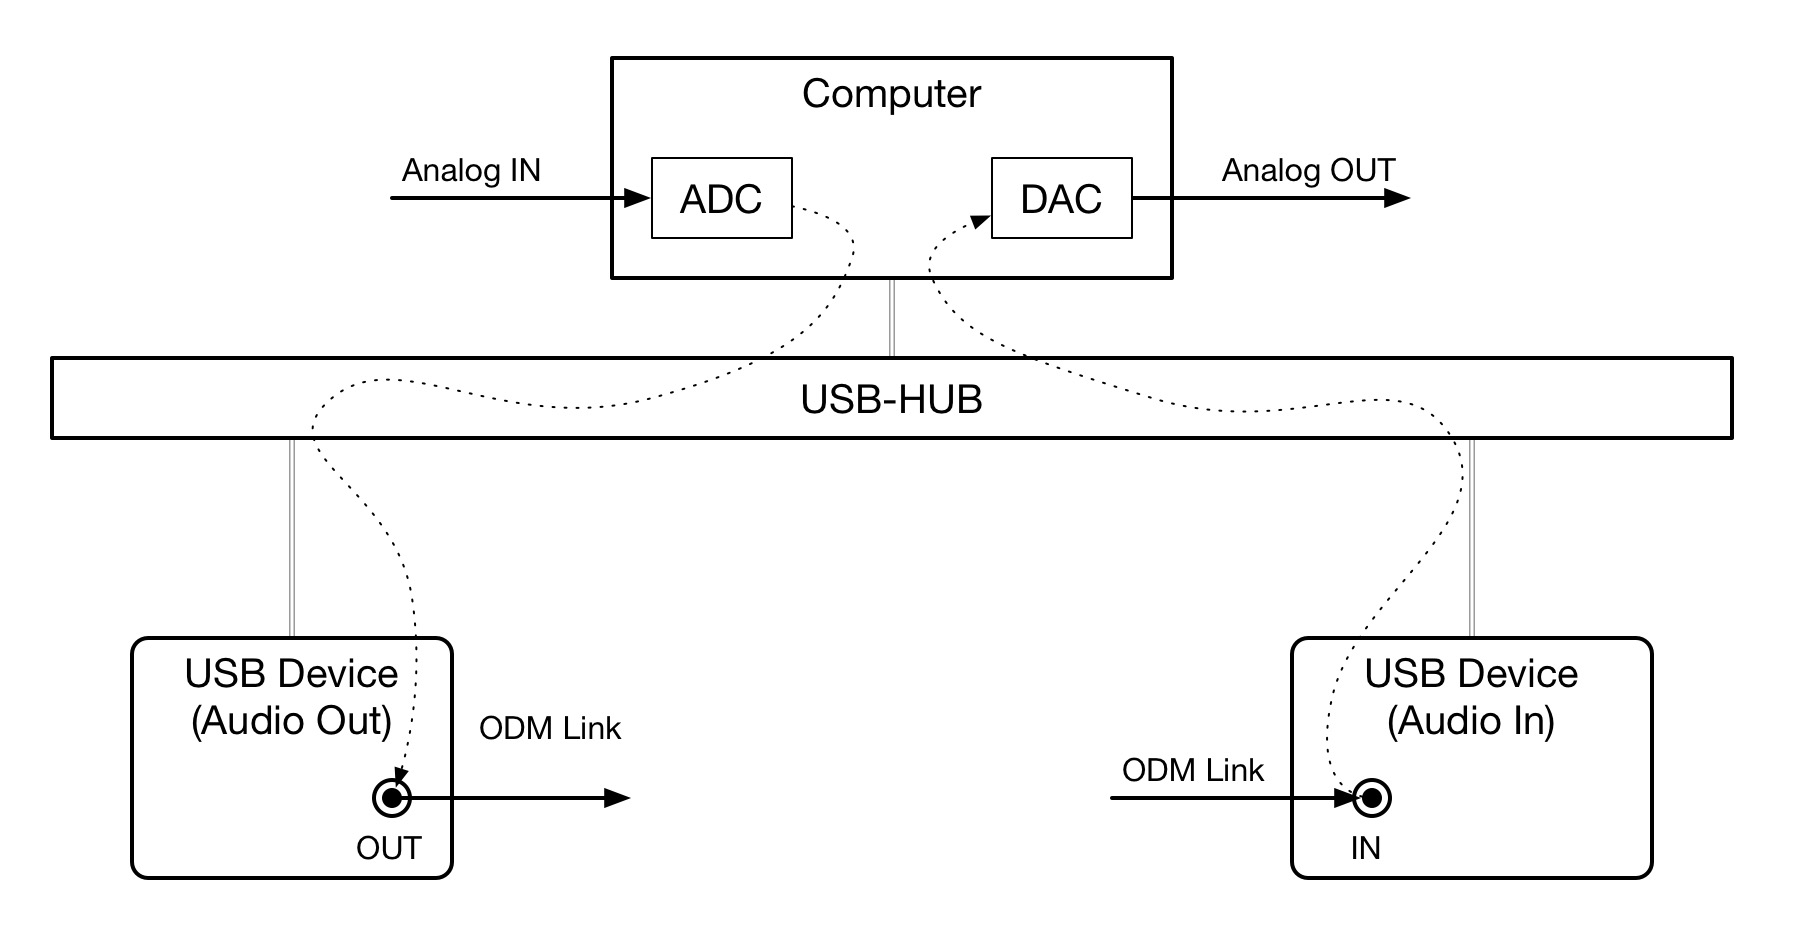 Computer
Analog IN
ADC
DAC
Analog OUT
USB-HUB
USB Device
(Audio Out)
ODM Link
OUT
USB Device
(Audio In)
ODM Link
IN